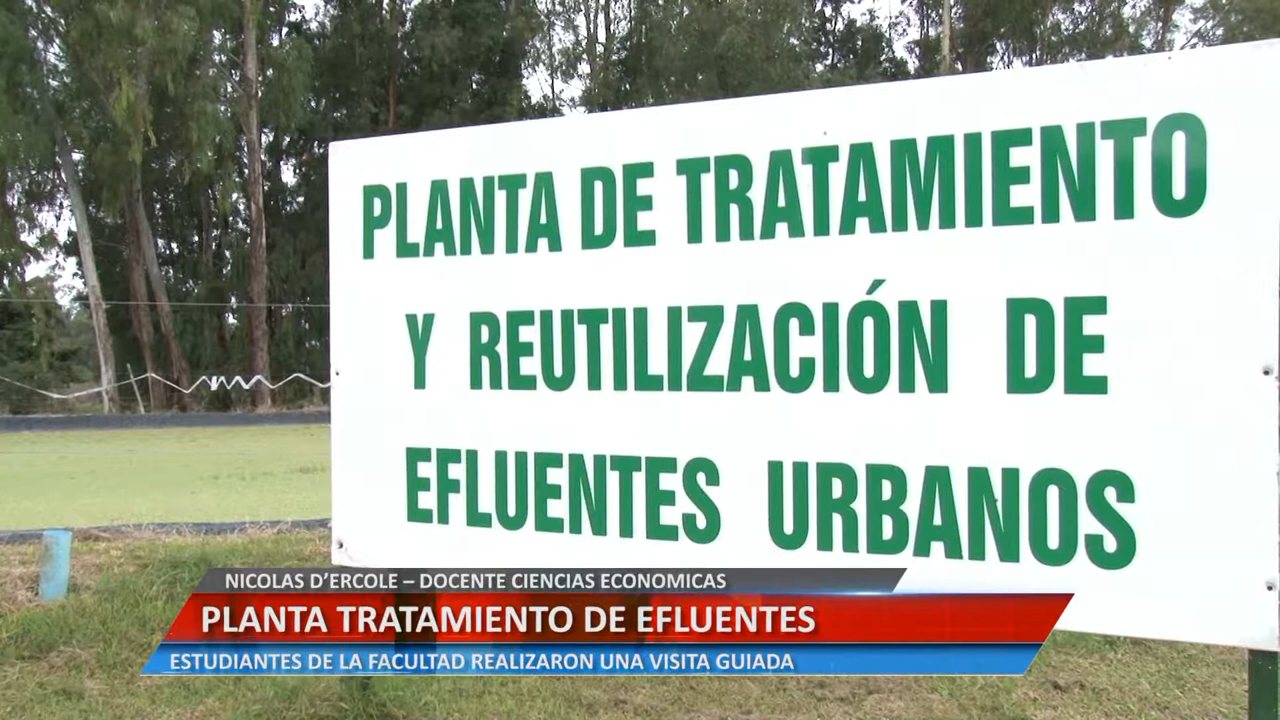 PLANTA DE TRATAMIENTO
Y REUTILIZACIÓN DE
EFLUENTES URBANOS
NICOLAS D'ERCOLE – DOCENTE CIENCIAS ECONOMICAS
PLANTA TRATAMIENTO DE EFLUENTES
ESTUDIANTES DE LA FACULTAD REALIZARON UNA VISITA GUIADA